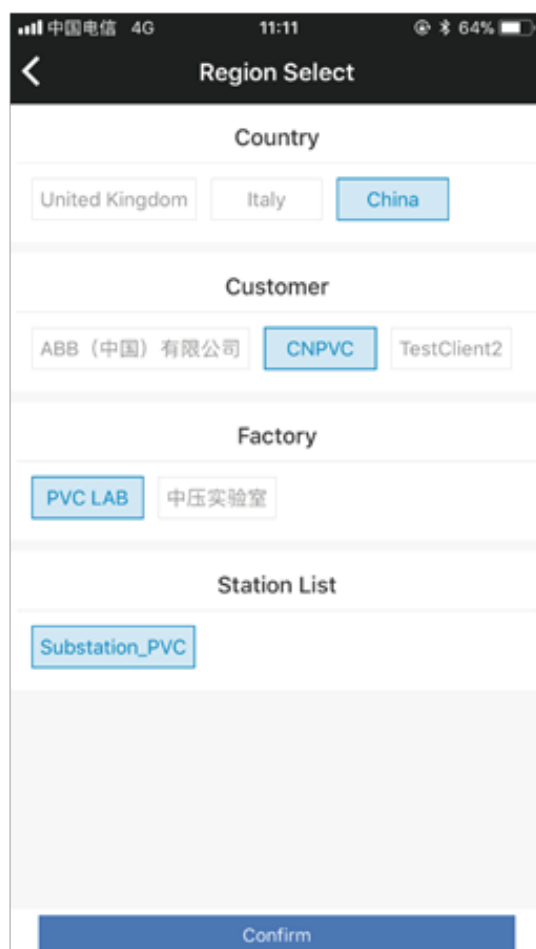 中国电信 4G 11:11 64%
Region Select
Country
United Kingdom Italy China
Customer
ABB（中国）有限公司 CNPVC TestClient2
Factory
PVC LAB 中压实验室
Station List
Substation_PVC
Confirm